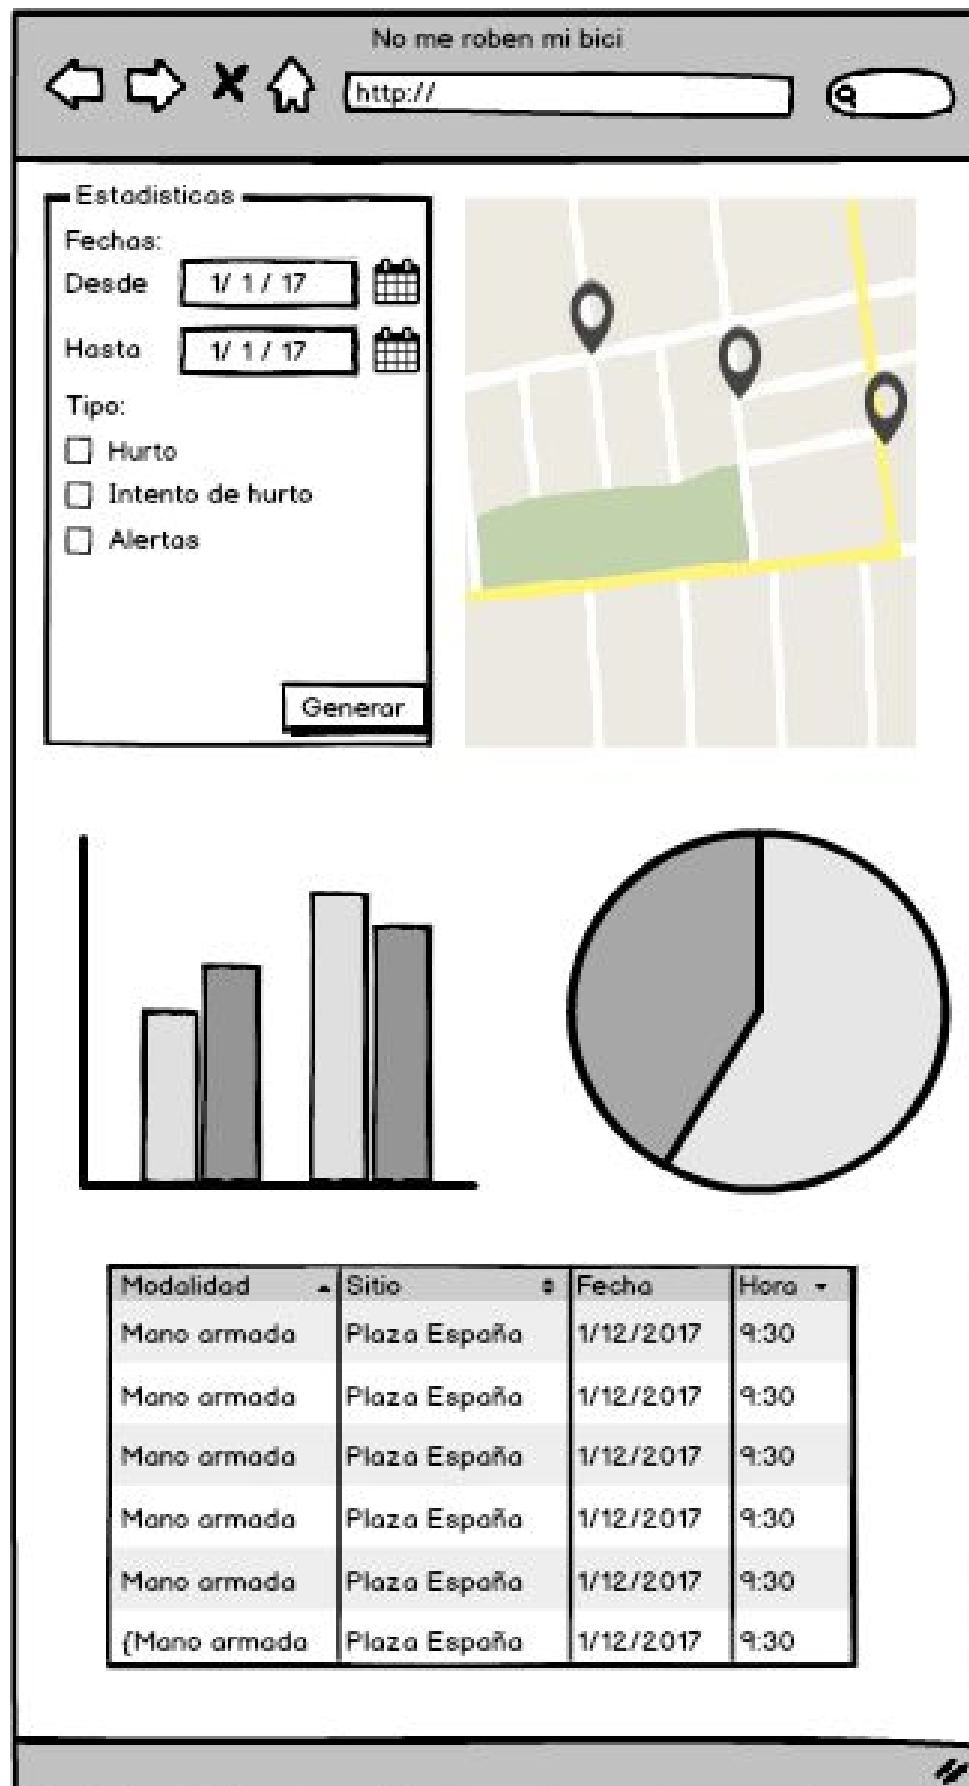 No me roben mi bici
http://
Estadisticas
Fechas:
Desde 1/ 1 / 17
Hasta 1/ 1 / 17
Tipo:
Hurto
Intento de hurto
Alertas
Generar
Modalidad Sitio Fecha Hora
Mano armada Plaza España 1/12/2017 9:30
Mano armada Plaza España 1/12/2017 9:30
Mano armada Plaza España 1/12/2017 9:30
Mano armada Plaza España 1/12/2017 9:30
Mano armada Plaza España 1/12/2017 9:30
{Mano armada Plaza España 1/12/2017 9:30